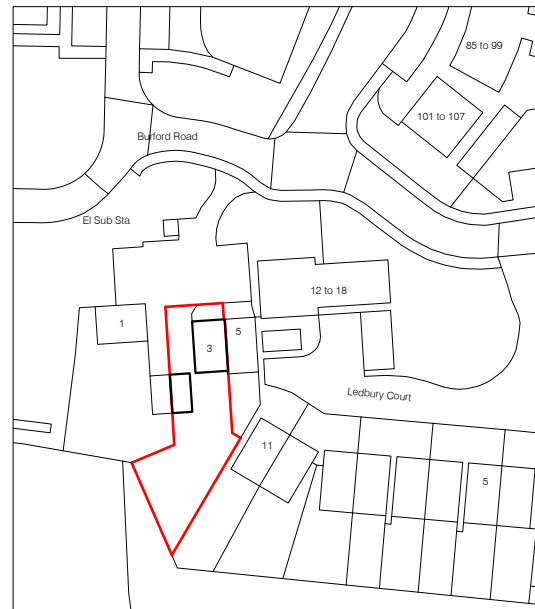 85 to 99
101 to 107
Burford Road
El Sub Sta
12 to 18
1
5
3
Ledbury Court
11
5